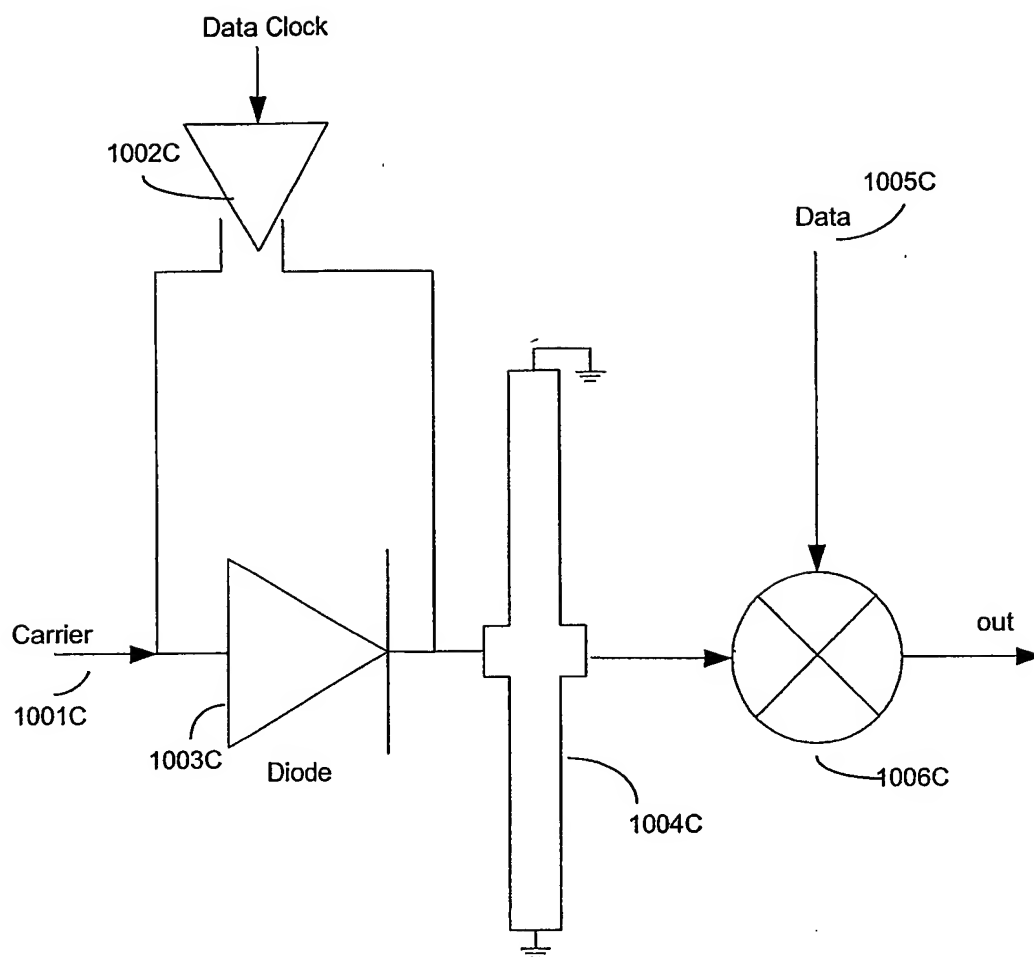 Data Clock
1002C
1005C
Data
Carrier
out
1001C
1003C
Diode
1006C
1004C